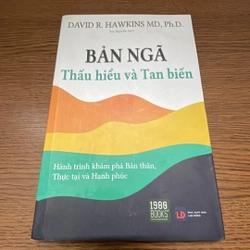 DAVID R. HAWKINS MD, Ph.D.
BẢN NGÃ
Thấu hiểu và Tan biến
Hành trình khám phá Bản thân,
Thực tại và Hạnh phúc
1980
BOOKS